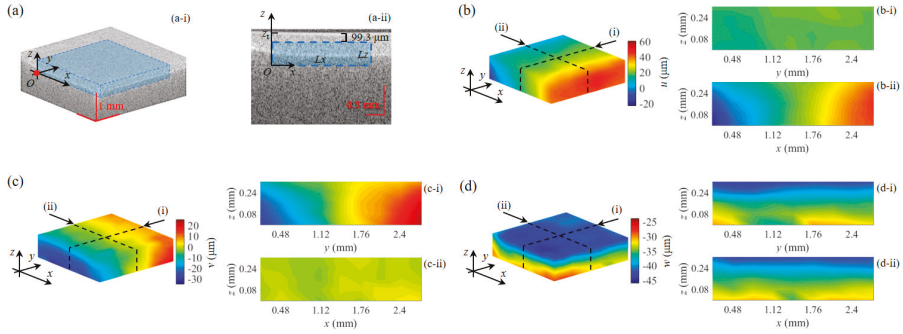 (a)
(a-i)
z
y
x
O
1 mm
(a-ii)
z
99.3 μm
Lz
Lx
O
x
(b)
(ii)
(i)
z
y
x
60
40
20
0
-20
u (μm)
(b-i)
z (mm)
0.24
0.08
0.48 1.12 1.76 2.4
y (mm)
(b-ii)
z (mm)
0.24
0.08
0.48 1.12 1.76 2.4
x (mm)
(c)
(ii)
(i)
z
y
x
20
10
0
-10
-20
-30
v (μm)
(c-i)
z (mm)
0.24
0.08
0.48 1.12 1.76 2.4
y (mm)
(c-ii)
z (mm)
0.24
0.08
0.48 1.12 1.76 2.4
x (mm)
(d)
(ii)
(i)
z
y
x
-25
-30
-35
-40
-45
w (μm)
(d-i)
z (mm)
0.24
0.08
0.48 1.12 1.76 2.4
y (mm)
(d-ii)
z (mm)
0.24
0.08
0.48 1.12 1.76 2.4
x (mm)